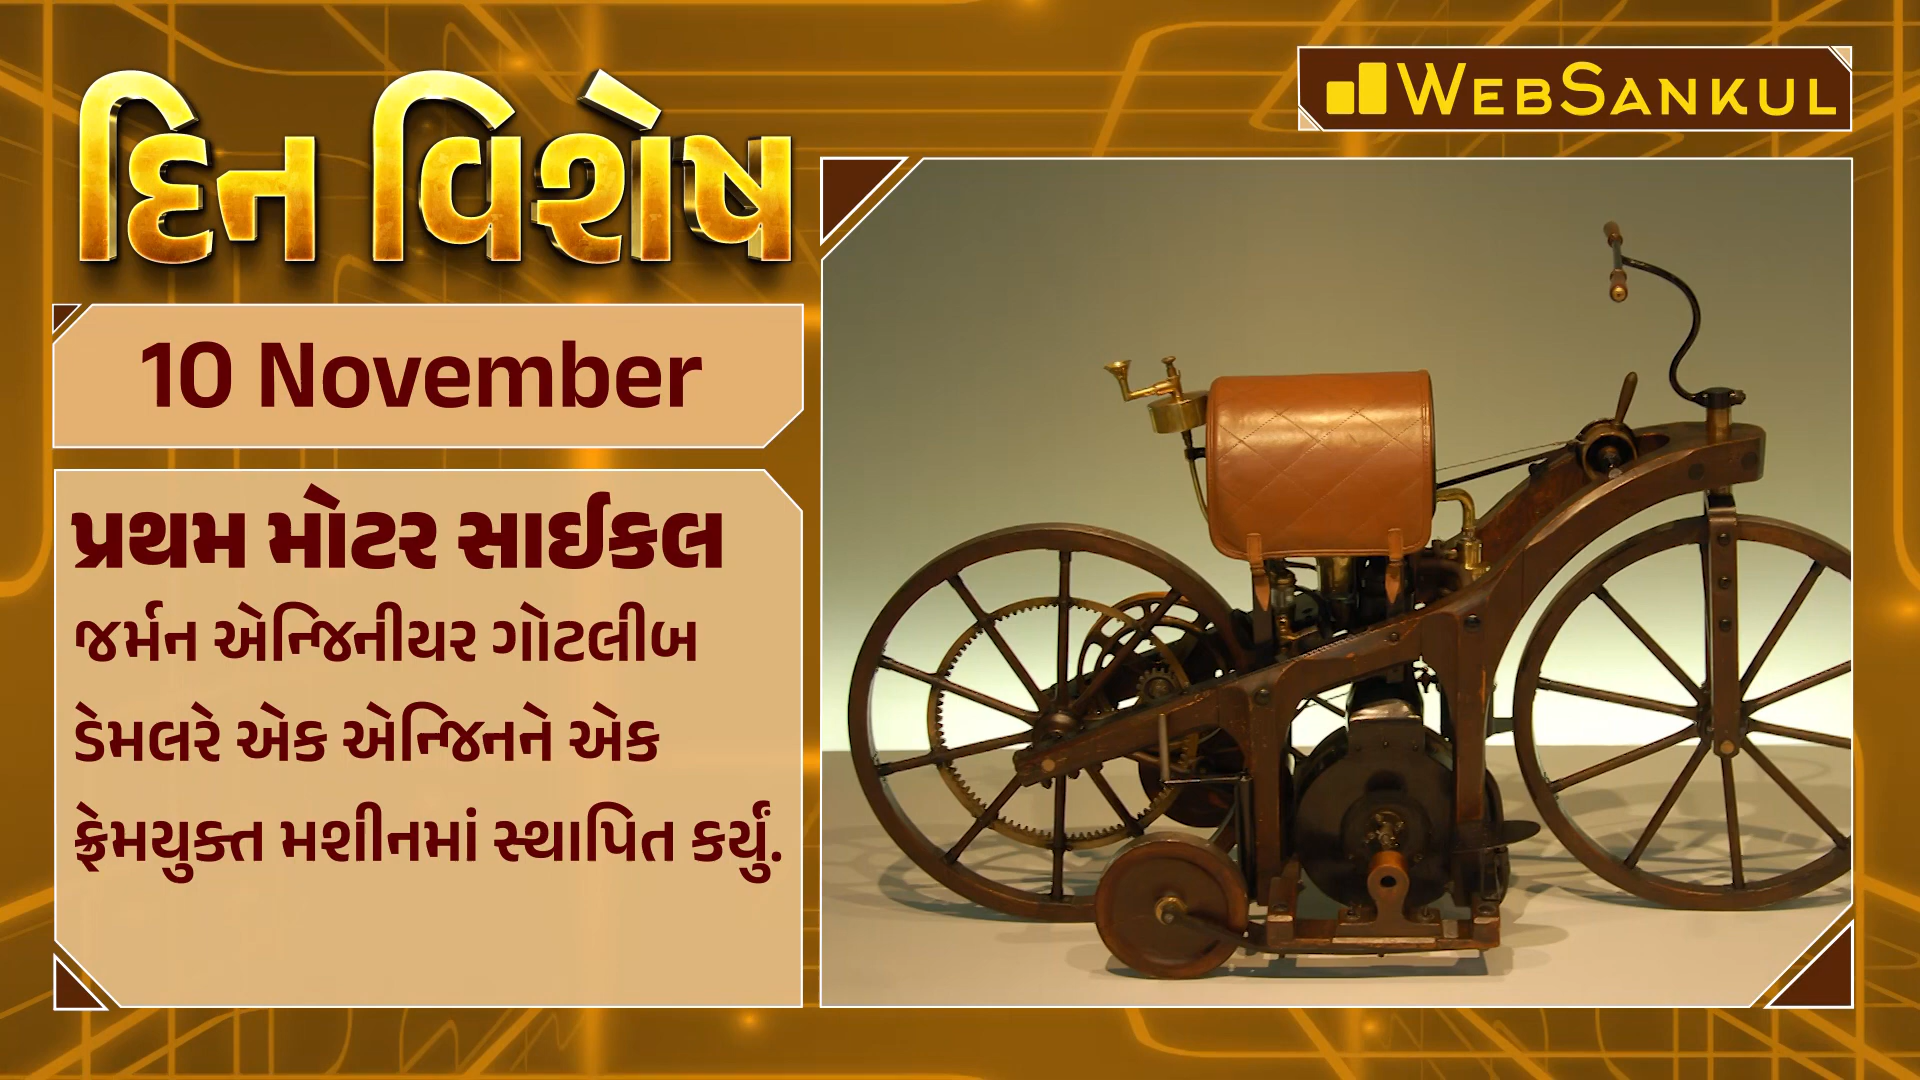 દિન વિશેષ
WEBSANKUL
10 November
પ્રથમ મોટર સાઈકલ
જર્મન એન્જિનીયર ગોટલીબ
ડેમલરે એક એન્જિનને એક
ફ્રેમયુક્ત મશીનમાં સ્થાપિત કર્યું.